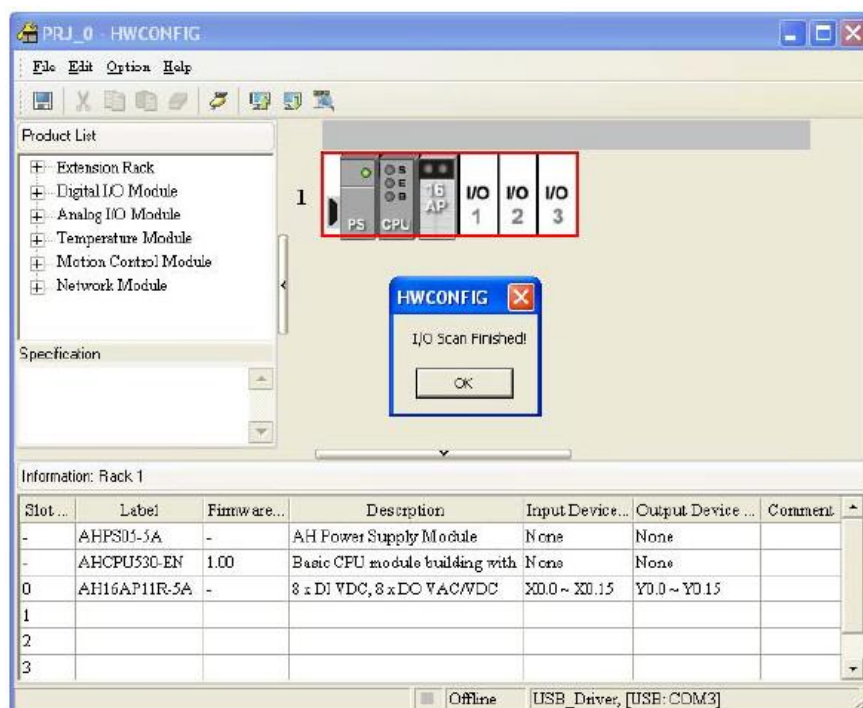 PRJ_0 - HWCONFIG
File Edit Option Help
Product List
Extension Rack
Digital I/O Module
Analog I/O Module
Temperature Module
Motion Control Module
Network Module
Specification
1
PS
CPU
S
E
B
16
AP
I/O
1
I/O
2
I/O
3
HWCONFIG
I/O Scan Finished!
OK
Information: Rack 1
Slot ... Label Firmware... Description Input Device... Output Device ... Comment
- AHPS05-5A - AH Power Supply Module None None
- AHCPU530-EN 1.00 Basic CPU module building with None None
0 AH16AP11R-5A - 8 x DI VDC, 8 x DO VAC/VDC X0.0 ~ X0.15 Y0.0 ~ Y0.15
1
2
3
Offline USB_Driver, [USB: COM3]